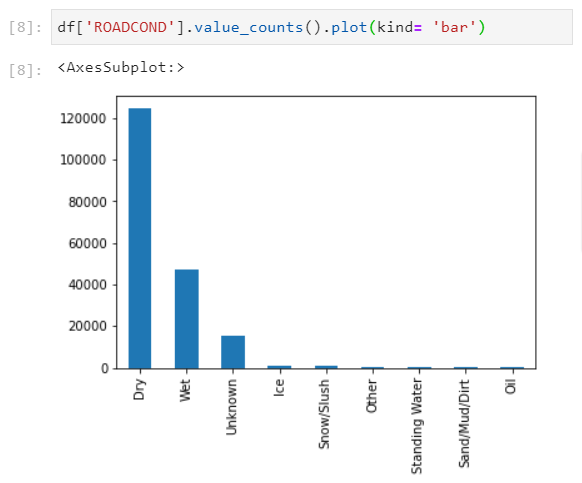 [8]: df['ROADCOND'].value_counts().plot(kind= 'bar')
[8]: <AxesSubplot:>
120000
100000
80000
60000
40000
20000
0
Dry
Wet
Unknown
Ice
Snow/Slush
Other
Standing Water
Sand/Mud/Dirt
Oil